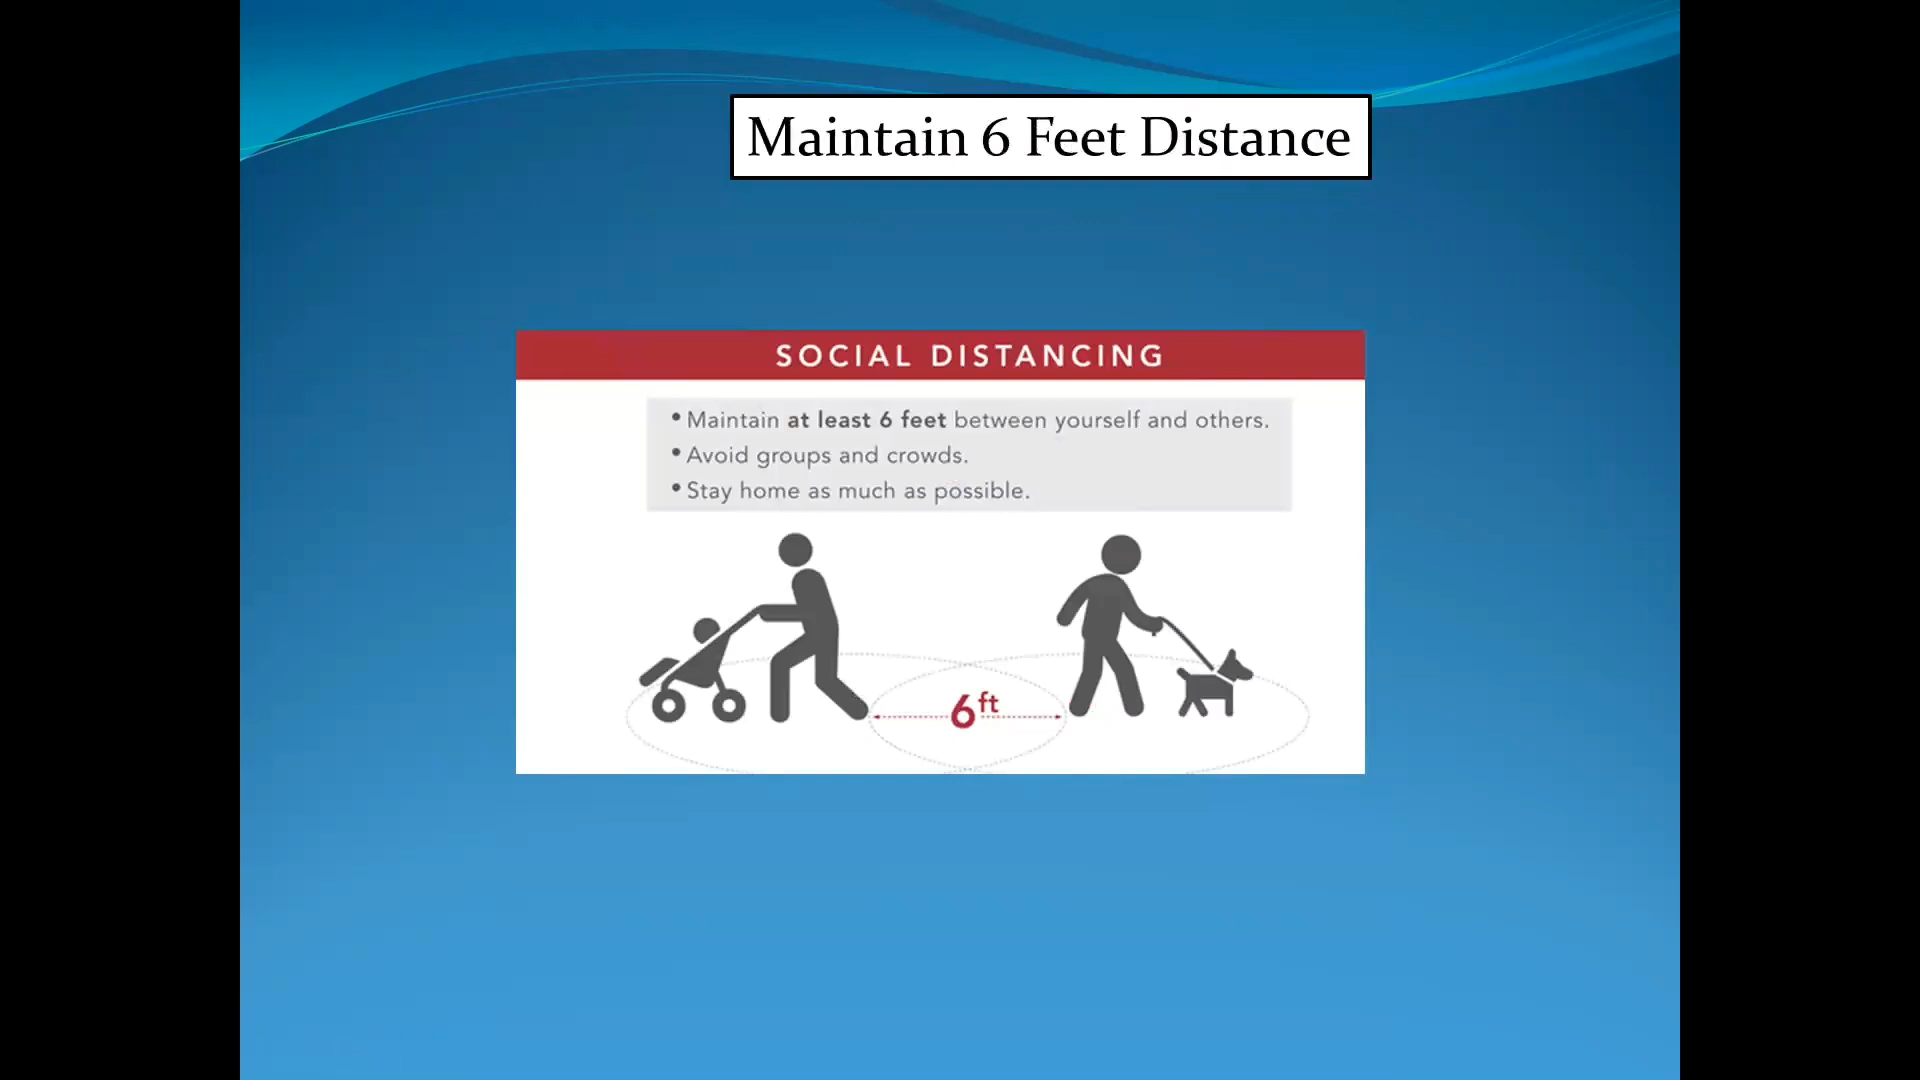 Maintain 6 Feet Distance
SOCIAL DISTANCING
• Maintain at least 6 feet between yourself and others.
• Avoid groups and crowds.
• Stay home as much as possible.
6ft